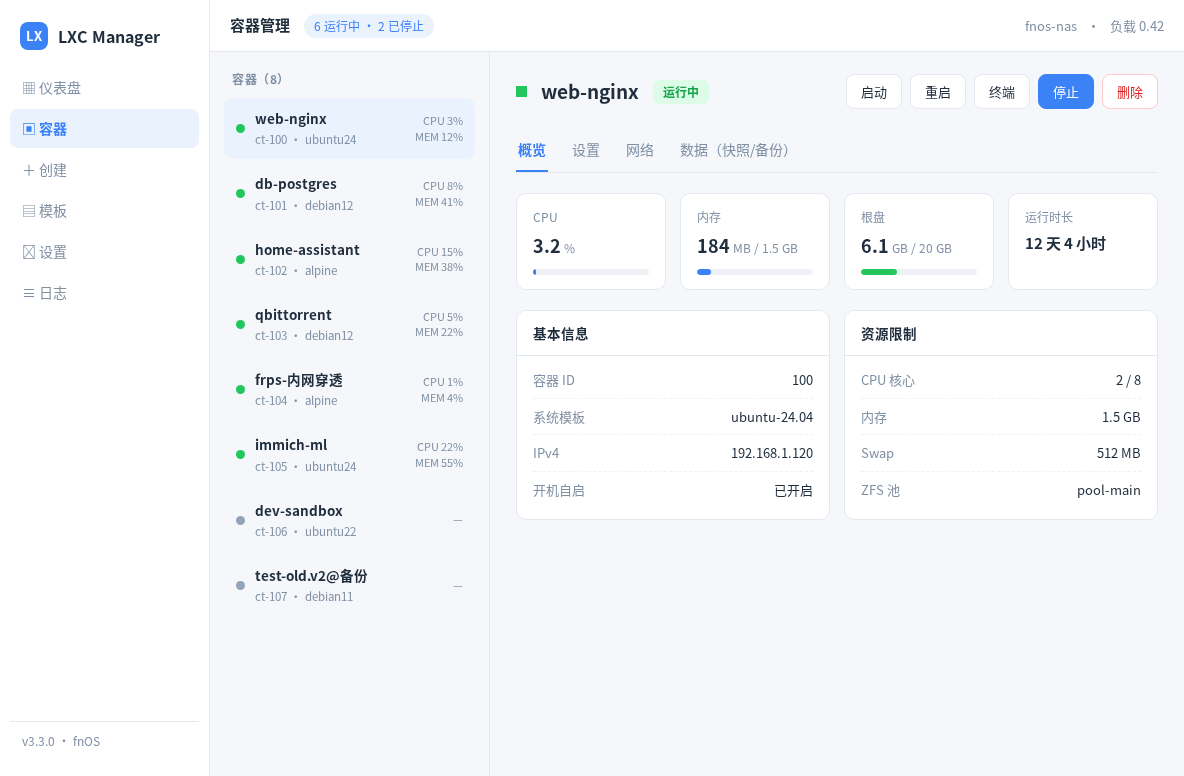 LX LXC Manager
仪表盘
容器
创建
模板
设置
日志
v3.3.0 • fnOS
容器管理 6 运行中 • 2 已停止 fnos-nas • 负载 0.42
容器（8）
web-nginx CPU 3%
ct-100 • ubuntu24 MEM 12%
db-postgres CPU 8%
ct-101 • debian12 MEM 41%
home-assistant CPU 15%
ct-102 • alpine MEM 38%
qbittorrent CPU 5%
ct-103 • debian12 MEM 22%
frps-内网穿透 CPU 1%
ct-104 • alpine MEM 4%
immich-ml CPU 22%
ct-105 • ubuntu24 MEM 55%
dev-sandbox —
ct-106 • ubuntu22
test-old.v2@备份 —
ct-107 • debian11
web-nginx 运行中 启动 重启 终端 停止 删除
概览 设置 网络 数据（快照/备份）
CPU
3.2 %
内存
184 MB / 1.5 GB
根盘
6.1 GB / 20 GB
运行时长
12 天 4 小时
基本信息
容器 ID 100
系统模板 ubuntu-24.04
IPv4 192.168.1.120
开机自启 已开启
资源限制
CPU 核心 2 / 8
内存 1.5 GB
Swap 512 MB
ZFS 池 pool-main